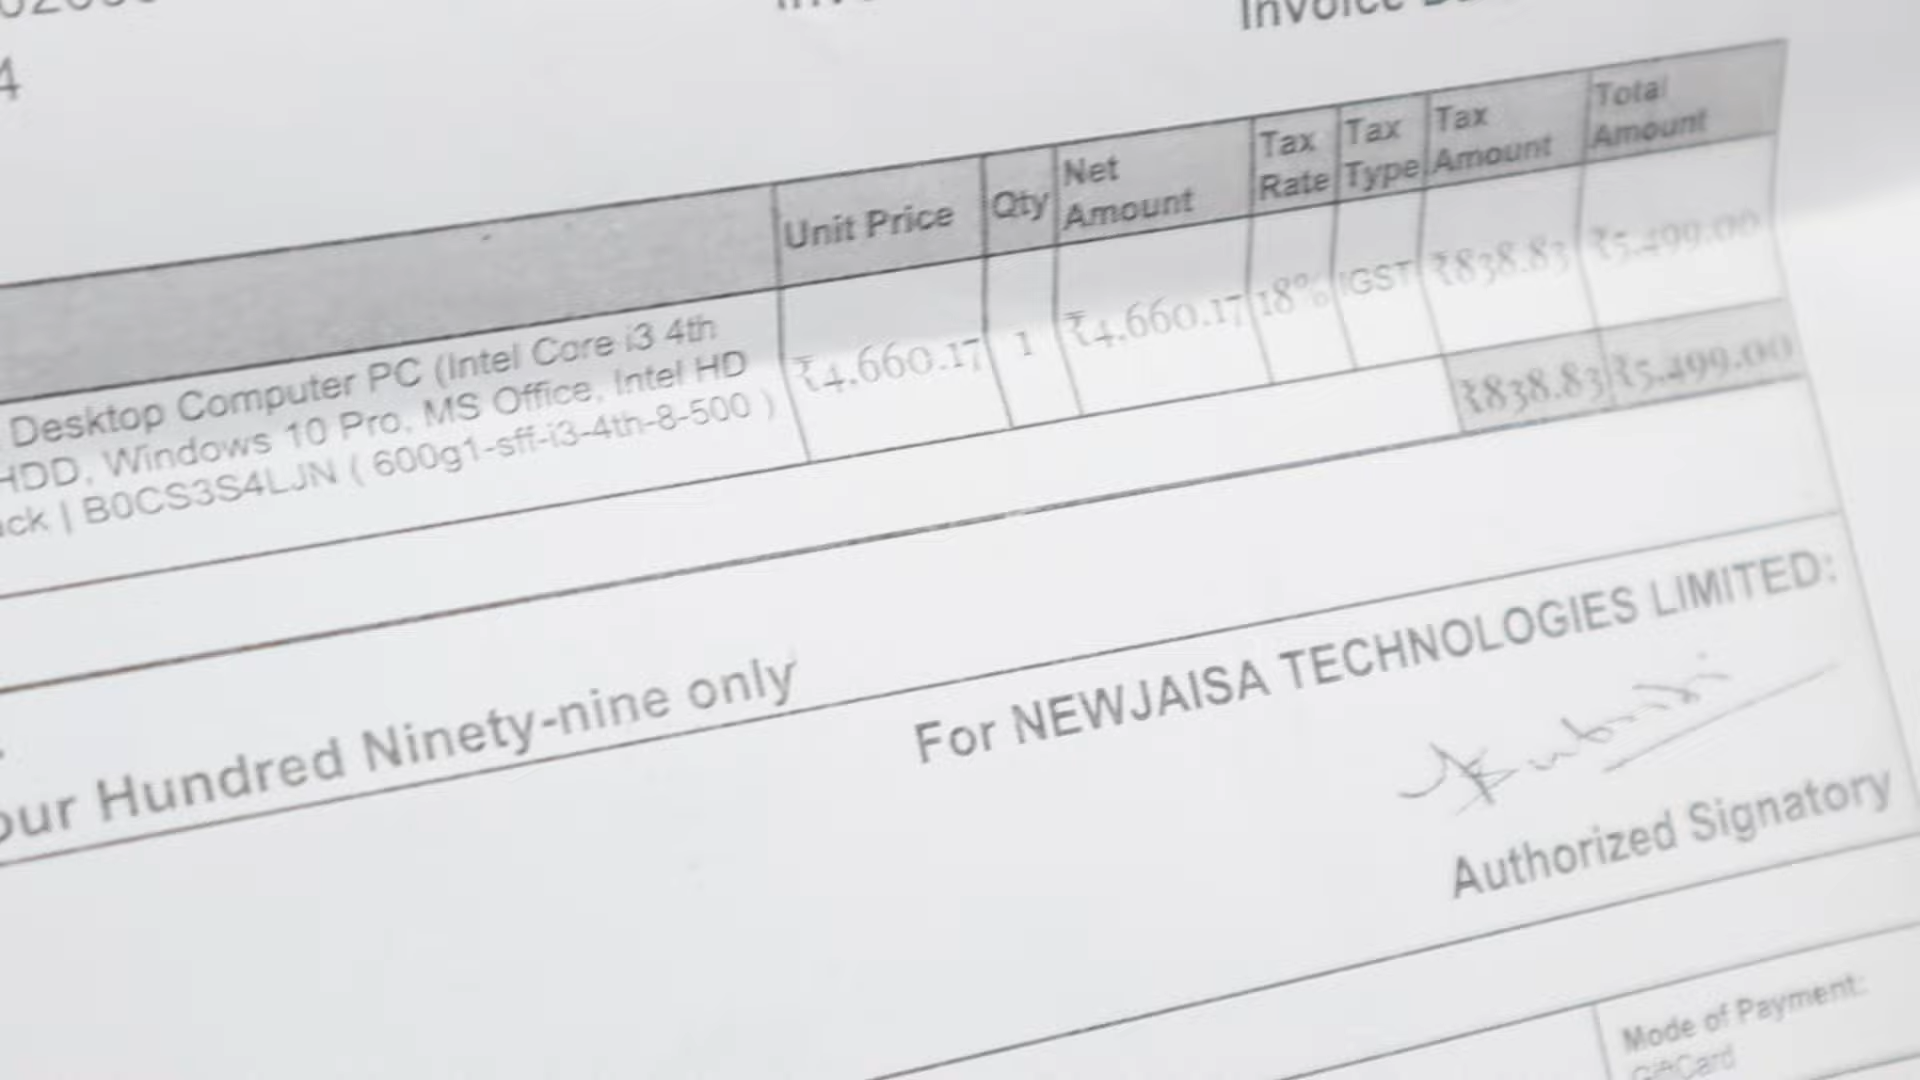 4
Invoice
Unit Price Qty Net Amount Tax Rate Tax Type Tax Amount Total Amount
Desktop Computer PC (Intel Core i3 4th
HDD, Windows 10 Pro, MS Office, Intel HD
| B0CS3S4LJN ( 600g1-sff-i3-4th-8-500 )
₹4,660.17 1 ₹4,660.17 18% IGST ₹838.83 ₹5,499.00
₹838.83 ₹5,499.00
our Hundred Ninety-nine only
For NEWJAISA TECHNOLOGIES LIMITED:
Authorized Signatory
Mode of Payment:
GiftCard